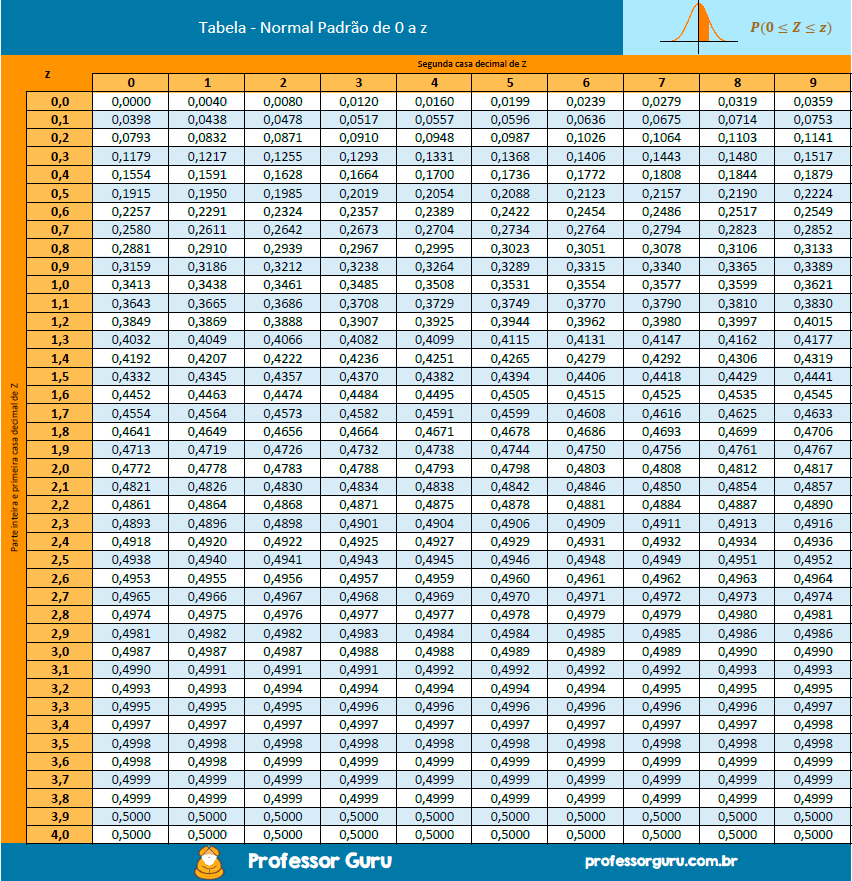 Tabela - Normal Padrão de 0 a z
P(0 ≤ Z ≤ z)
z
Segunda casa decimal de Z
0 1 2 3 4 5 6 7 8 9
Parte inteira e primeira casa decimal de Z
0,0 0,0000 0,0040 0,0080 0,0120 0,0160 0,0199 0,0239 0,0279 0,0319 0,0359
0,1 0,0398 0,0438 0,0478 0,0517 0,0557 0,0596 0,0636 0,0675 0,0714 0,0753
0,2 0,0793 0,0832 0,0871 0,0910 0,0948 0,0987 0,1026 0,1064 0,1103 0,1141
0,3 0,1179 0,1217 0,1255 0,1293 0,1331 0,1368 0,1406 0,1443 0,1480 0,1517
0,4 0,1554 0,1591 0,1628 0,1664 0,1700 0,1736 0,1772 0,1808 0,1844 0,1879
0,5 0,1915 0,1950 0,1985 0,2019 0,2054 0,2088 0,2123 0,2157 0,2190 0,2224
0,6 0,2257 0,2291 0,2324 0,2357 0,2389 0,2422 0,2454 0,2486 0,2517 0,2549
0,7 0,2580 0,2611 0,2642 0,2673 0,2704 0,2734 0,2764 0,2794 0,2823 0,2852
0,8 0,2881 0,2910 0,2939 0,2967 0,2995 0,3023 0,3051 0,3078 0,3106 0,3133
0,9 0,3159 0,3186 0,3212 0,3238 0,3264 0,3289 0,3315 0,3340 0,3365 0,3389
1,0 0,3413 0,3438 0,3461 0,3485 0,3508 0,3531 0,3554 0,3577 0,3599 0,3621
1,1 0,3643 0,3665 0,3686 0,3708 0,3729 0,3749 0,3770 0,3790 0,3810 0,3830
1,2 0,3849 0,3869 0,3888 0,3907 0,3925 0,3944 0,3962 0,3980 0,3997 0,4015
1,3 0,4032 0,4049 0,4066 0,4082 0,4099 0,4115 0,4131 0,4147 0,4162 0,4177
1,4 0,4192 0,4207 0,4222 0,4236 0,4251 0,4265 0,4279 0,4292 0,4306 0,4319
1,5 0,4332 0,4345 0,4357 0,4370 0,4382 0,4394 0,4406 0,4418 0,4429 0,4441
1,6 0,4452 0,4463 0,4474 0,4484 0,4495 0,4505 0,4515 0,4525 0,4535 0,4545
1,7 0,4554 0,4564 0,4573 0,4582 0,4591 0,4599 0,4608 0,4616 0,4625 0,4633
1,8 0,4641 0,4649 0,4656 0,4664 0,4671 0,4678 0,4686 0,4693 0,4699 0,4706
1,9 0,4713 0,4719 0,4726 0,4732 0,4738 0,4744 0,4750 0,4756 0,4761 0,4767
2,0 0,4772 0,4778 0,4783 0,4788 0,4793 0,4798 0,4803 0,4808 0,4812 0,4817
2,1 0,4821 0,4826 0,4830 0,4834 0,4838 0,4842 0,4846 0,4850 0,4854 0,4857
2,2 0,4861 0,4864 0,4868 0,4871 0,4875 0,4878 0,4881 0,4884 0,4887 0,4890
2,3 0,4893 0,4896 0,4898 0,4901 0,4904 0,4906 0,4909 0,4911 0,4913 0,4916
2,4 0,4918 0,4920 0,4922 0,4925 0,4927 0,4929 0,4931 0,4932 0,4934 0,4936
2,5 0,4938 0,4940 0,4941 0,4943 0,4945 0,4946 0,4948 0,4949 0,4951 0,4952
2,6 0,4953 0,4955 0,4956 0,4957 0,4959 0,4960 0,4961 0,4962 0,4963 0,4964
2,7 0,4965 0,4966 0,4967 0,4968 0,4969 0,4970 0,4971 0,4972 0,4973 0,4974
2,8 0,4974 0,4975 0,4976 0,4977 0,4977 0,4978 0,4979 0,4979 0,4980 0,4981
2,9 0,4981 0,4982 0,4982 0,4983 0,4984 0,4984 0,4985 0,4985 0,4986 0,4986
3,0 0,4987 0,4987 0,4987 0,4988 0,4988 0,4989 0,4989 0,4989 0,4990 0,4990
3,1 0,4990 0,4991 0,4991 0,4991 0,4992 0,4992 0,4992 0,4992 0,4993 0,4993
3,2 0,4993 0,4993 0,4994 0,4994 0,4994 0,4994 0,4994 0,4995 0,4995 0,4995
3,3 0,4995 0,4995 0,4995 0,4996 0,4996 0,4996 0,4996 0,4996 0,4996 0,4997
3,4 0,4997 0,4997 0,4997 0,4997 0,4997 0,4997 0,4997 0,4997 0,4997 0,4998
3,5 0,4998 0,4998 0,4998 0,4998 0,4998 0,4998 0,4998 0,4998 0,4998 0,4998
3,6 0,4998 0,4998 0,4999 0,4999 0,4999 0,4999 0,4999 0,4999 0,4999 0,4999
3,7 0,4999 0,4999 0,4999 0,4999 0,4999 0,4999 0,4999 0,4999 0,4999 0,4999
3,8 0,4999 0,4999 0,4999 0,4999 0,4999 0,4999 0,4999 0,4999 0,4999 0,4999
3,9 0,5000 0,5000 0,5000 0,5000 0,5000 0,5000 0,5000 0,5000 0,5000 0,5000
4,0 0,5000 0,5000 0,5000 0,5000 0,5000 0,5000 0,5000 0,5000 0,5000 0,5000
Professor Guru
professorguru.com.br